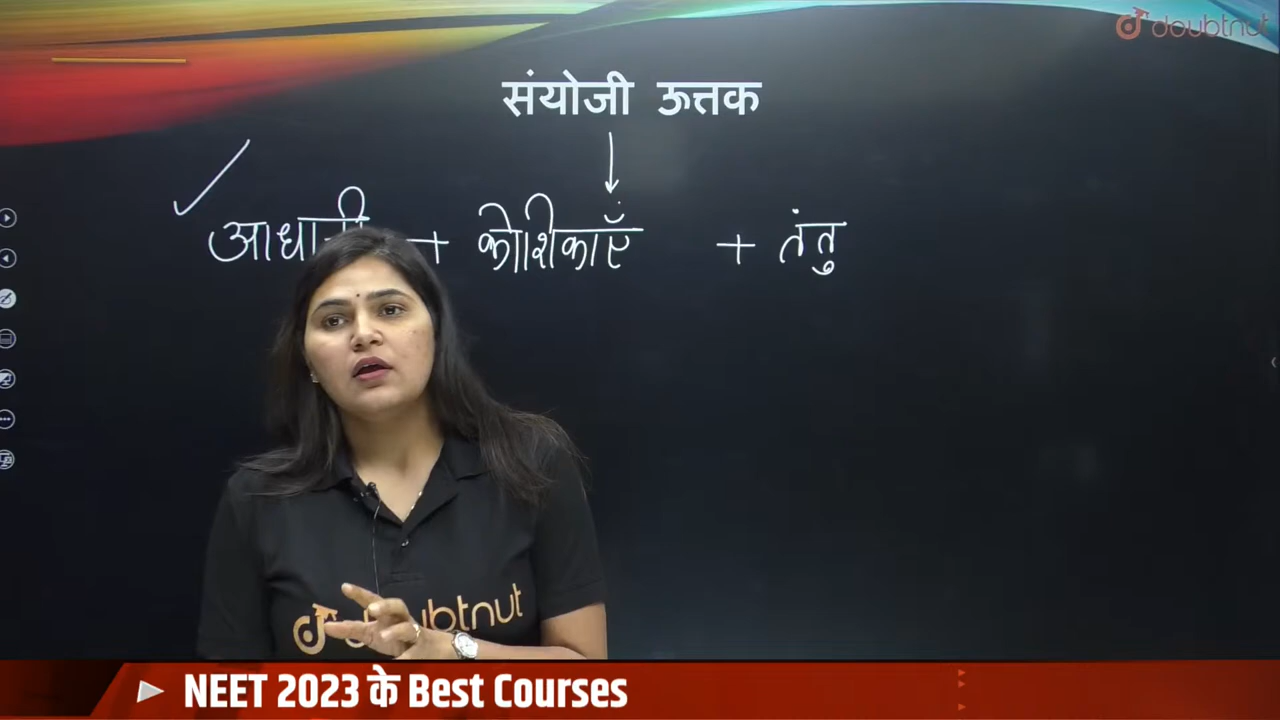 doubtnut
संयोजी ऊत्तक
+ कोशिकाएँ + तंतु
doubtnut
NEET 2023 के Best Courses